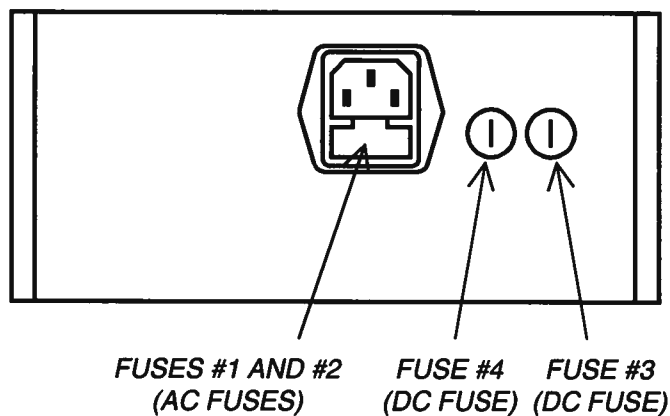 FUSES #1 AND #2
(AC FUSES)
FUSE #4
(DC FUSE)
FUSE #3
(DC FUSE)